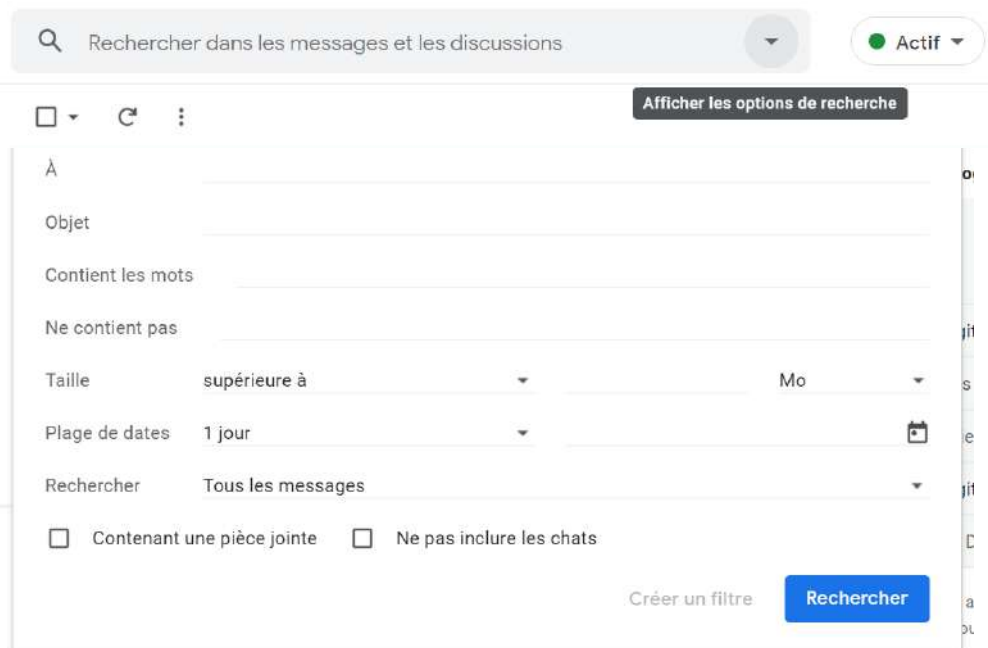 Rechercher dans les messages et les discussions
Actif
Afficher les options de recherche
À
Objet
Contient les mots
Ne contient pas
Taille supérieure à Mo
Plage de dates 1 jour
Rechercher Tous les messages
Contenant une pièce jointe Ne pas inclure les chats
Créer un filtre Rechercher